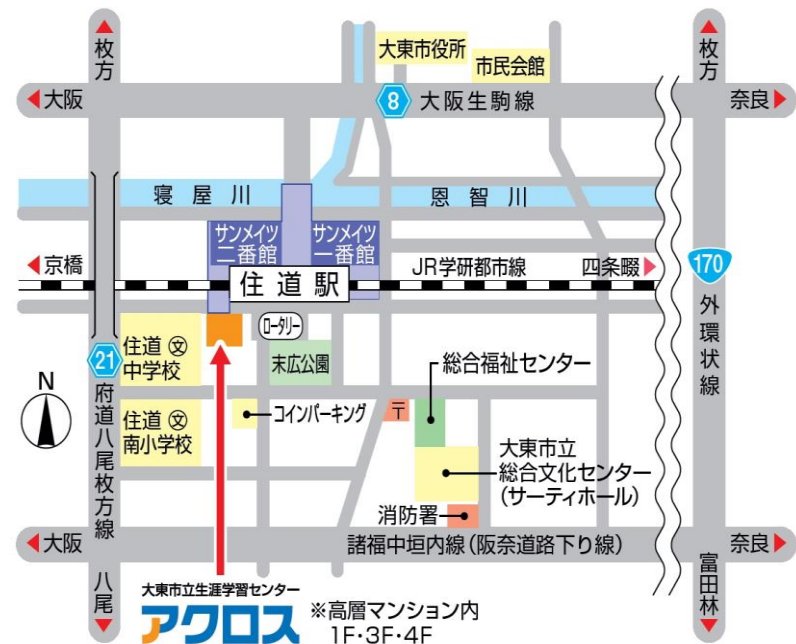 枚方
枚方
大東市役所
市民会館
大阪
8
大阪生駒線
奈良
寝屋川
恩智川
サンメイツ
二番館
サンメイツ
一番館
京橋
住道駅
JR学研都市線
四条畷
170
外環状線
ロータリー
住道 文
中学校
21
末広公園
総合福祉センター
N
府道八尾枚方線
住道 文
南小学校
コインパーキング
〒
大東市立
総合文化センター
(サーティホール)
消防署
大阪
諸福中垣内線(阪奈道路下り線)
奈良
八尾
富田林
大東市立生涯学習センター
アクロス
※高層マンション内
1F・3F・4F